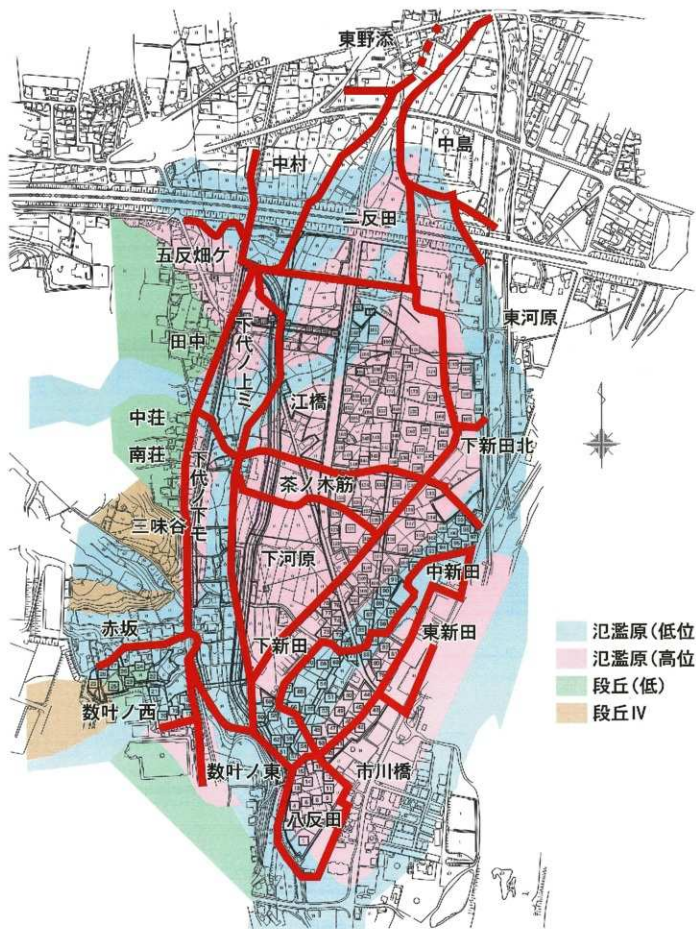 東野添
中島
中村
二反田
五反畑ケ
東河原
下代ノ上ミ
田中
江橋
中荘
下新田北
南荘
茶ノ木筋
下代ノ下モ
三味谷
下河原
中新田
赤坂
下新田
東新田
数叶ノ西
数叶ノ東
市川橋
八反田
氾濫原(低位
氾濫原(高位
段丘(低)
段丘IV